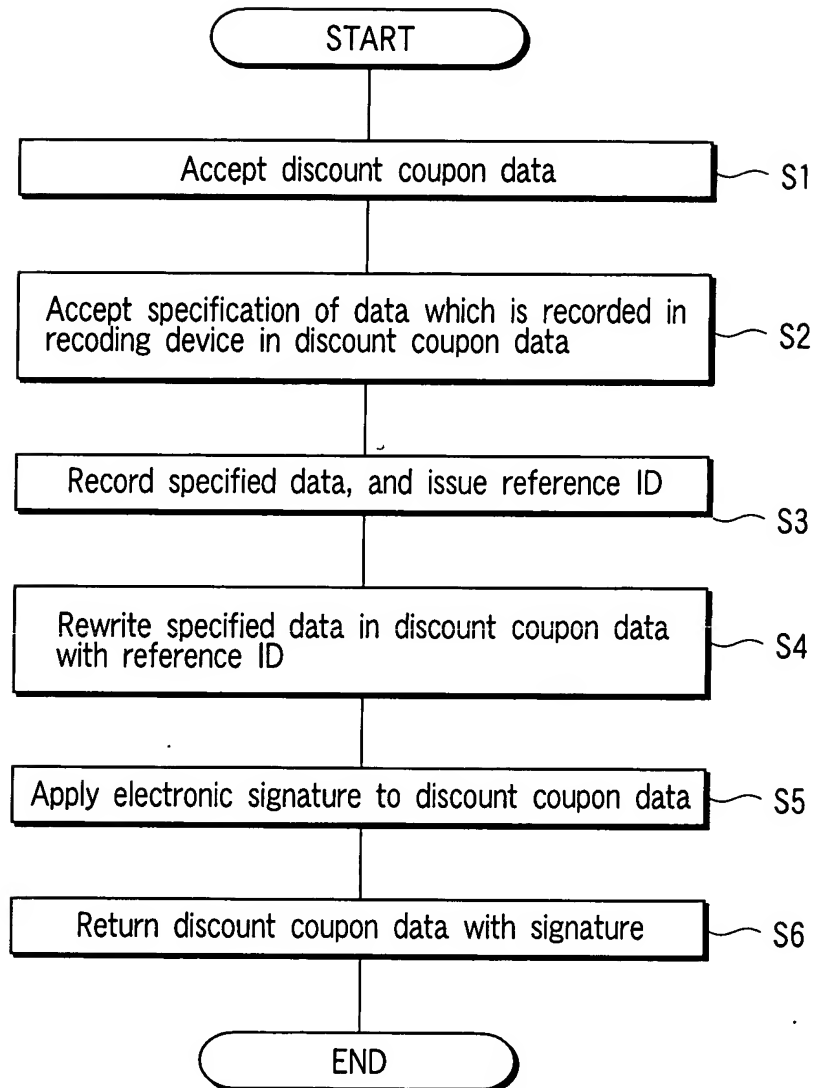 START
Accept discount coupon data
S1
Accept specification of data which is recorded in
recoding device in discount coupon data
S2
Record specified data, and issue reference ID
S3
Rewrite specified data in discount coupon data
with reference ID
S4
Apply electronic signature to discount coupon data
S5
Return discount coupon data with signature
S6
END